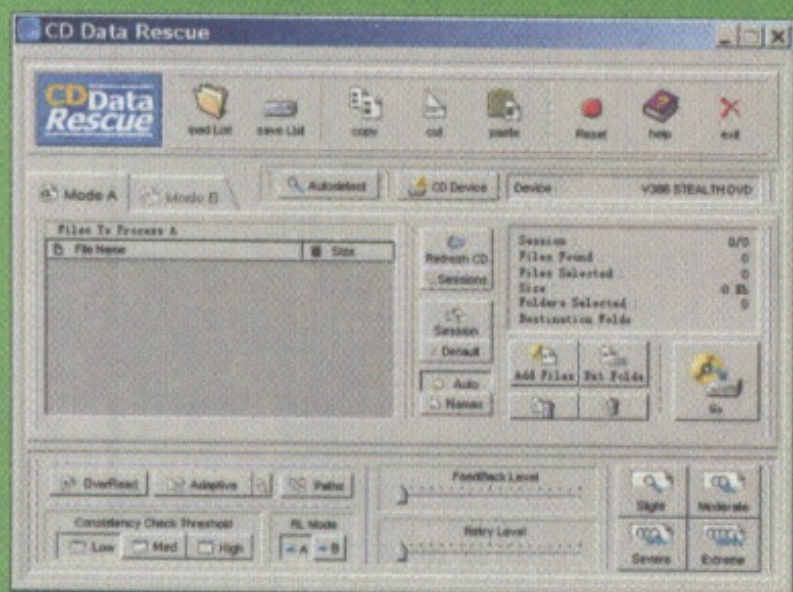 CD Data Rescue
CDData
Rescue
load List
save List
copy
cut
paste
Reset
help
exit
Mode A
Mode B
Autodetect
CD Device
Device
V386 STEALTH DVD
Files To Process A
File Name
Size
Refresh CD
Sessions
Session
Default
Auto
Names
Session 0/0
Files Found 0
Files Selected 0
Size 0
Folders Selected : 0
Destination Folde
Add Files
Out Folde
Go
OverRead
Adaptive
Paths
FeedBack Level
Consistency Check Threshold
Low
Med
High
RL Mode
A
B
Retry Level
Slight
Moderate
Severe
Extreme